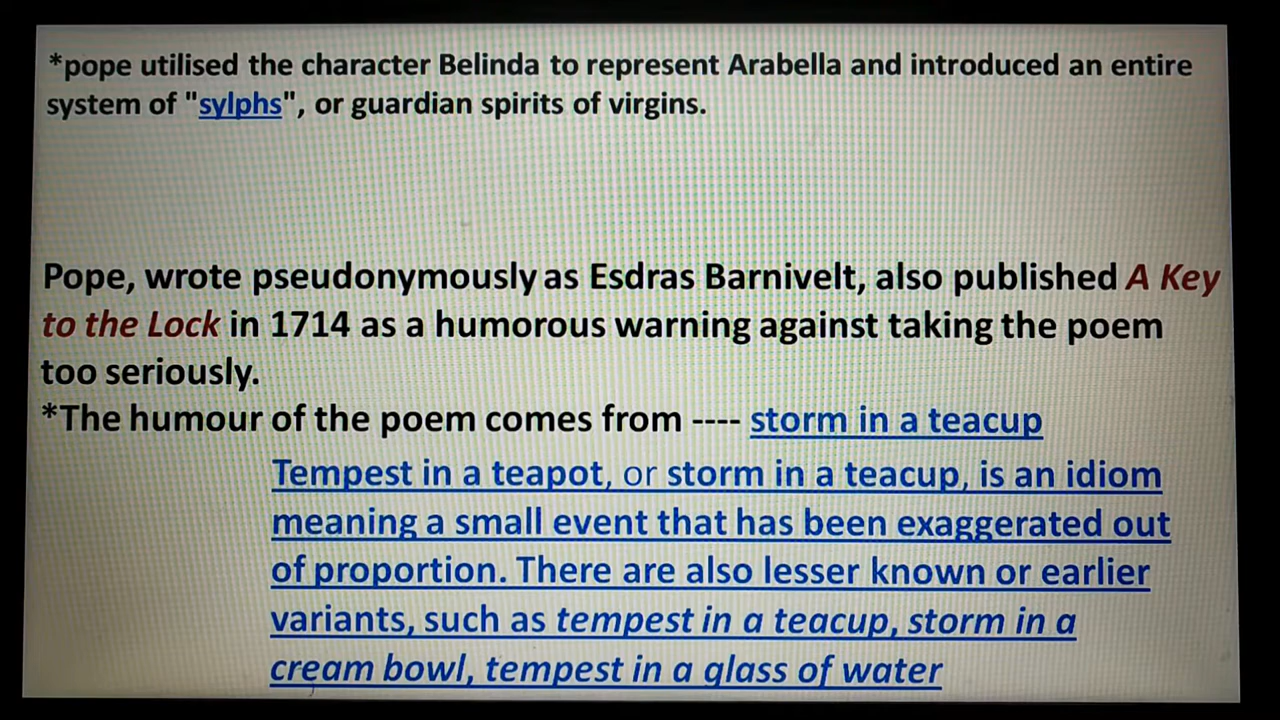 *pope utilised the character Belinda to represent Arabella and introduced an entire
system of "sylphs", or guardian spirits of virgins.
Pope, wrote pseudonymously as Esdras Barnivelt, also published A Key
to the Lock in 1714 as a humorous warning against taking the poem
too seriously.
*The humour of the poem comes from ---- storm in a teacup
Tempest in a teapot, or storm in a teacup, is an idiom
meaning a small event that has been exaggerated out
of proportion. There are also lesser known or earlier
variants, such as tempest in a teacup, storm in a
cream bowl, tempest in a glass of water